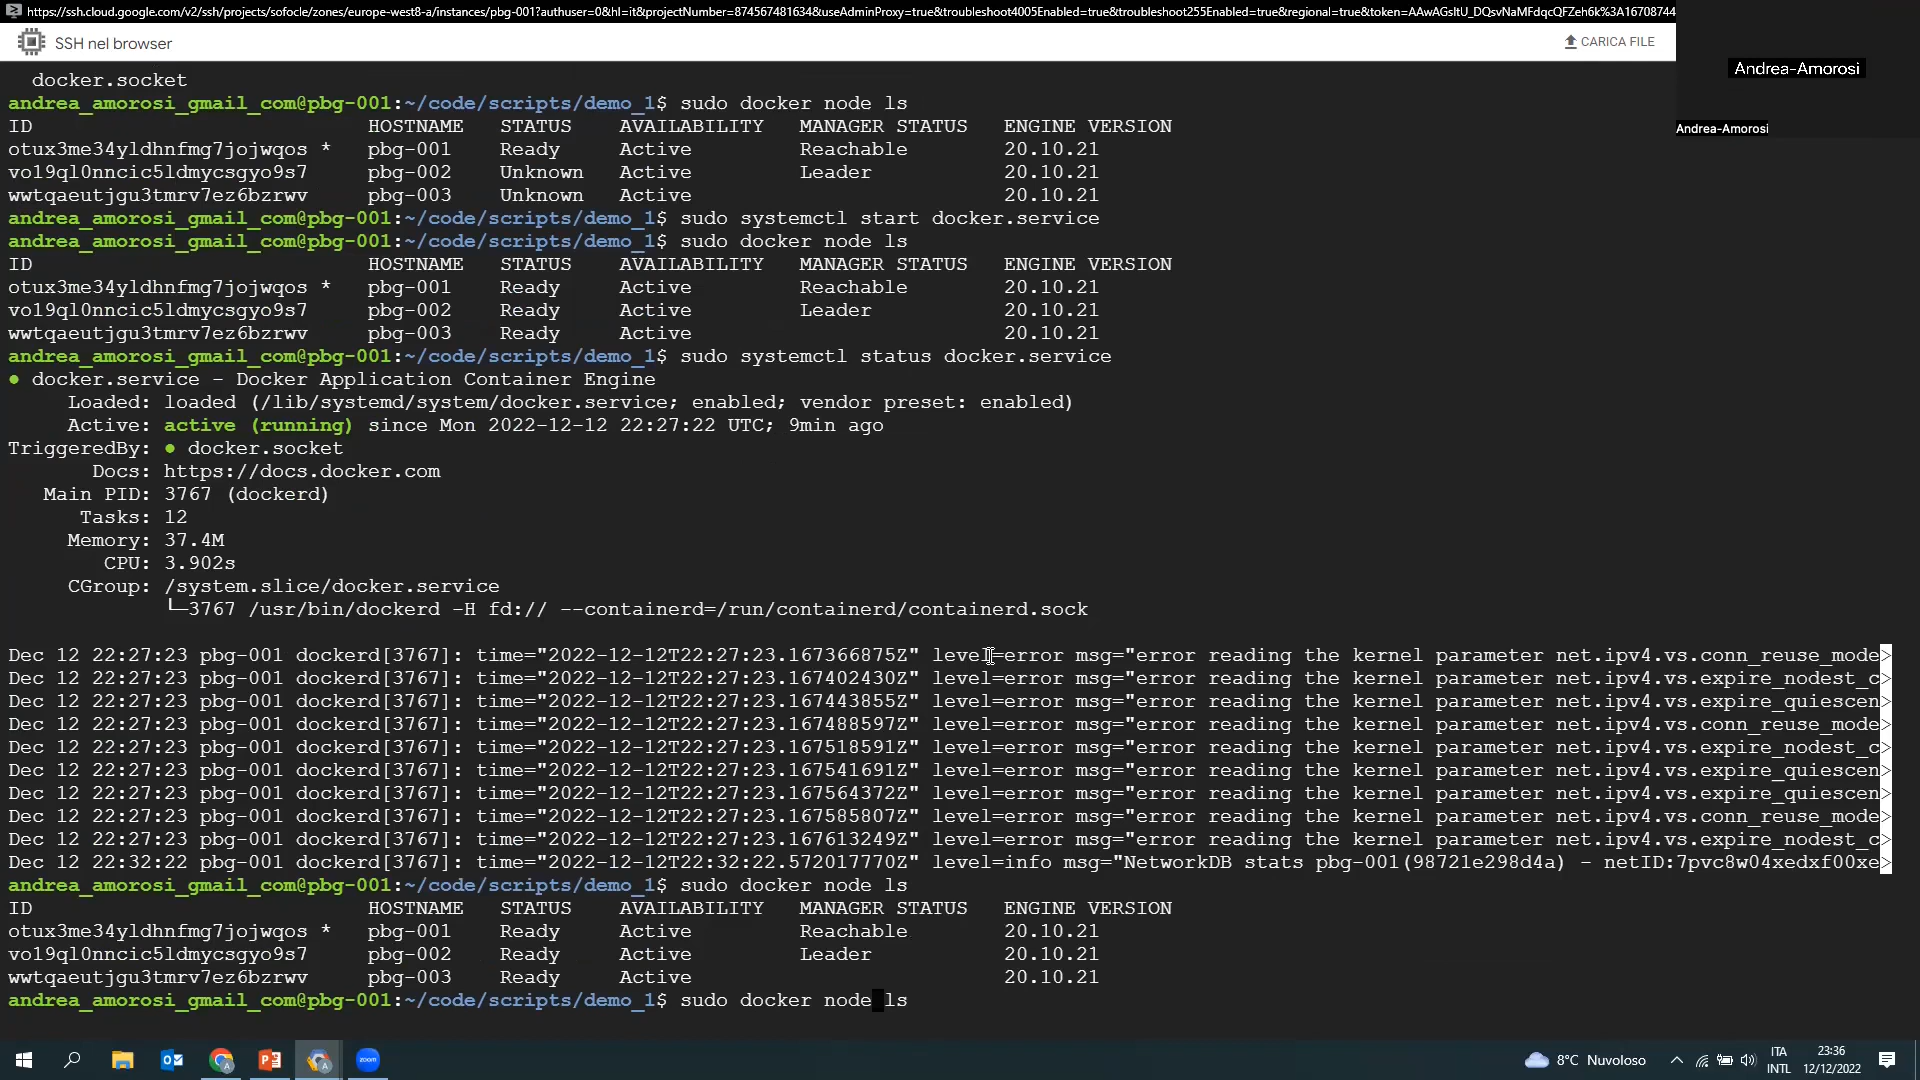 https://ssh.cloud.google.com/v2/ssh/projects/sofocle/zones/europe-west8-a/instances/pbg-001?authuser=0&hl=it&projectNumber=874567481634&useAdminProxy=true&troubleshoot4005Enabled=true&troubleshoot255Enabled=true&regional=true&token=AAwAGsItU_DQsvNaMFdqcQFZeh6k%3A16708744
SSH nel browser
CARICA FILE
Andrea-Amorosi
Andrea-Amorosi
docker.socket
andrea_amorosi_gmail_com@pbg-001:~/code/scripts/demo_1$ sudo docker node ls
ID HOSTNAME STATUS AVAILABILITY MANAGER STATUS ENGINE VERSION
otux3me34yldhnfmg7jojwqos * pbg-001 Ready Active Reachable 20.10.21
vo19ql0nncic5ldmycsgyo9s7 pbg-002 Unknown Active Leader 20.10.21
wwtqaeutjgu3tmrv7ez6bzrwv pbg-003 Unknown Active 20.10.21
andrea_amorosi_gmail_com@pbg-001:~/code/scripts/demo_1$ sudo systemctl start docker.service
andrea_amorosi_gmail_com@pbg-001:~/code/scripts/demo_1$ sudo docker node ls
ID HOSTNAME STATUS AVAILABILITY MANAGER STATUS ENGINE VERSION
otux3me34yldhnfmg7jojwqos * pbg-001 Ready Active Reachable 20.10.21
vo19ql0nncic5ldmycsgyo9s7 pbg-002 Ready Active Leader 20.10.21
wwtqaeutjgu3tmrv7ez6bzrwv pbg-003 Ready Active 20.10.21
andrea_amorosi_gmail_com@pbg-001:~/code/scripts/demo_1$ sudo systemctl status docker.service
● docker.service - Docker Application Container Engine
Loaded: loaded (/lib/systemd/system/docker.service; enabled; vendor preset: enabled)
Active: active (running) since Mon 2022-12-12 22:27:22 UTC; 9min ago
TriggeredBy: ● docker.socket
Docs: https://docs.docker.com
Main PID: 3767 (dockerd)
Tasks: 12
Memory: 37.4M
CPU: 3.902s
CGroup: /system.slice/docker.service
└─3767 /usr/bin/dockerd -H fd:// --containerd=/run/containerd/containerd.sock
Dec 12 22:27:23 pbg-001 dockerd[3767]: time="2022-12-12T22:27:23.167366875Z" level=error msg="error reading the kernel parameter net.ipv4.vs.conn_reuse_mode>
Dec 12 22:27:23 pbg-001 dockerd[3767]: time="2022-12-12T22:27:23.167402430Z" level=error msg="error reading the kernel parameter net.ipv4.vs.expire_nodest_c>
Dec 12 22:27:23 pbg-001 dockerd[3767]: time="2022-12-12T22:27:23.167443855Z" level=error msg="error reading the kernel parameter net.ipv4.vs.expire_quiescen>
Dec 12 22:27:23 pbg-001 dockerd[3767]: time="2022-12-12T22:27:23.167488597Z" level=error msg="error reading the kernel parameter net.ipv4.vs.conn_reuse_mode>
Dec 12 22:27:23 pbg-001 dockerd[3767]: time="2022-12-12T22:27:23.167518591Z" level=error msg="error reading the kernel parameter net.ipv4.vs.expire_nodest_c>
Dec 12 22:27:23 pbg-001 dockerd[3767]: time="2022-12-12T22:27:23.167541691Z" level=error msg="error reading the kernel parameter net.ipv4.vs.expire_quiescen>
Dec 12 22:27:23 pbg-001 dockerd[3767]: time="2022-12-12T22:27:23.167564372Z" level=error msg="error reading the kernel parameter net.ipv4.vs.expire_quiescen>
Dec 12 22:27:23 pbg-001 dockerd[3767]: time="2022-12-12T22:27:23.167585807Z" level=error msg="error reading the kernel parameter net.ipv4.vs.conn_reuse_mode>
Dec 12 22:27:23 pbg-001 dockerd[3767]: time="2022-12-12T22:27:23.167613249Z" level=error msg="error reading the kernel parameter net.ipv4.vs.expire_nodest_c>
Dec 12 22:32:22 pbg-001 dockerd[3767]: time="2022-12-12T22:32:22.572017770Z" level=info msg="NetworkDB stats pbg-001(98721e298d4a) - netID:7pvc8w04xedxf00xe>
andrea_amorosi_gmail_com@pbg-001:~/code/scripts/demo_1$ sudo docker node ls
ID HOSTNAME STATUS AVAILABILITY MANAGER STATUS ENGINE VERSION
otux3me34yldhnfmg7jojwqos * pbg-001 Ready Active Reachable 20.10.21
vo19ql0nncic5ldmycsgyo9s7 pbg-002 Ready Active Leader 20.10.21
wwtqaeutjgu3tmrv7ez6bzrwv pbg-003 Ready Active 20.10.21
andrea_amorosi_gmail_com@pbg-001:~/code/scripts/demo_1$ sudo docker node ls
zoom
8°C Nuvoloso
ITA
INTL
23:36
12/12/2022